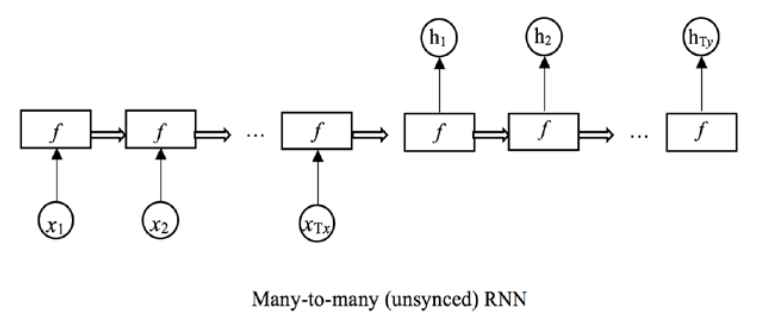 h1 h2 hTy
f f ... f f f ... f
x1 x2 xTx
Many-to-many (unsynced) RNN